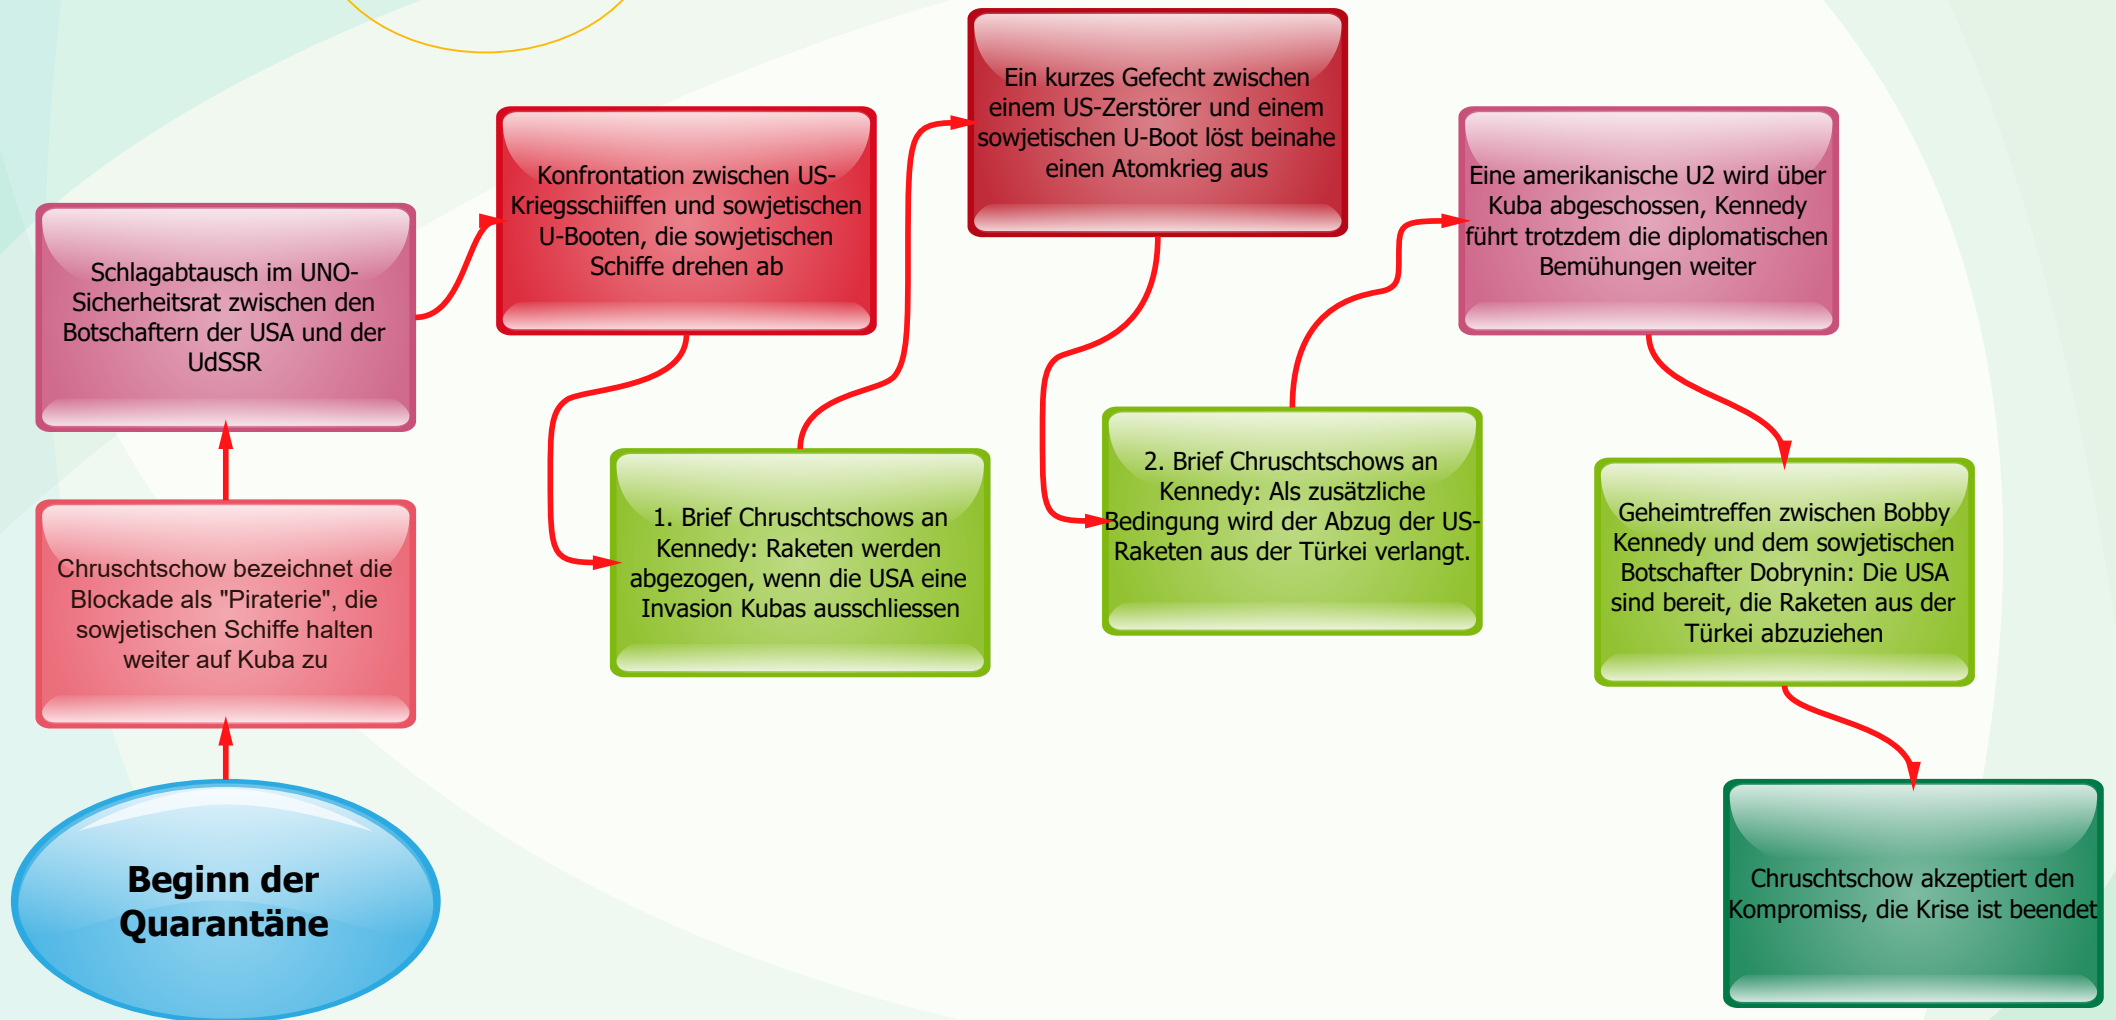 Beginn der
Quarantäne
Chruschtschow bezeichnet die
Blockade als "Piraterie", die
sowjetischen Schiffe halten
weiter auf Kuba zu
Schlagabtausch im UNO-
Sicherheitsrat zwischen den
Botschaftern der USA und der
UdSSR
Konfrontation zwischen US-
Kriegsschiiffen und sowjetischen
U-Booten, die sowjetischen
Schiffe drehen ab
1. Brief Chruschtschows an
Kennedy: Raketen werden
abgezogen, wenn die USA eine
Invasion Kubas ausschliessen
Ein kurzes Gefecht zwischen
einem US-Zerstörer und einem
sowjetischen U-Boot löst beinahe
einen Atomkrieg aus
2. Brief Chruschtschows an
Kennedy: Als zusätzliche
Bedingung wird der Abzug der US-
Raketen aus der Türkei verlangt.
Eine amerikanische U2 wird über
Kuba abgeschossen, Kennedy
führt trotzdem die diplomatischen
Bemühungen weiter
Geheimtreffen zwischen Bobby
Kennedy und dem sowjetischen
Botschafter Dobrynin: Die USA
sind bereit, die Raketen aus der
Türkei abzuziehen
Chruschtschow akzeptiert den
Kompromiss, die Krise ist beendet